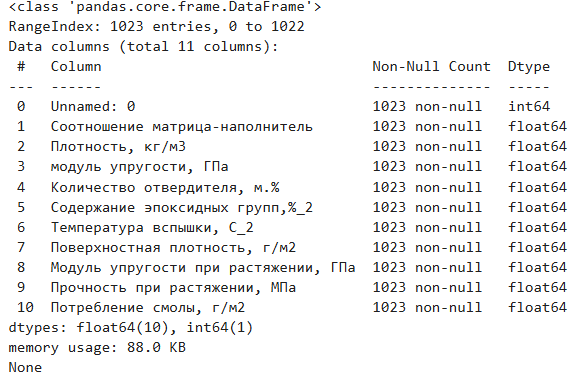 <class 'pandas.core.frame.DataFrame'>
RangeIndex: 1023 entries, 0 to 1022
Data columns (total 11 columns):
 #   Column                                Non-Null Count  Dtype
---  ------                                --------------  -----
 0   Unnamed: 0                            1023 non-null   int64
 1   Соотношение матрица-наполнитель       1023 non-null   float64
 2   Плотность, кг/м3                      1023 non-null   float64
 3   модуль упругости, ГПа                 1023 non-null   float64
 4   Количество отвердителя, м.%           1023 non-null   float64
 5   Содержание эпоксидных групп,%_2       1023 non-null   float64
 6   Температура вспышки, С_2              1023 non-null   float64
 7   Поверхностная плотность, г/м2         1023 non-null   float64
 8   Модуль упругости при растяжении, ГПа  1023 non-null   float64
 9   Прочность при растяжении, МПа         1023 non-null   float64
 10  Потребление смолы, г/м2               1023 non-null   float64
dtypes: float64(10), int64(1)
memory usage: 88.0 KB
None